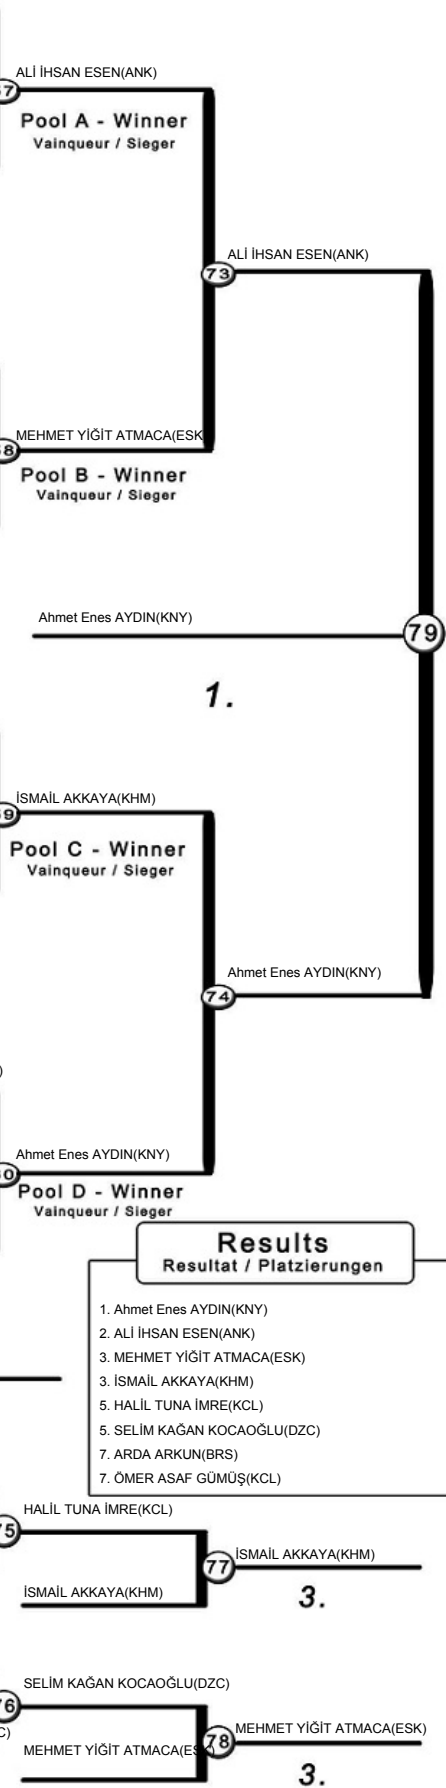 ALİ İHSAN ESEN(ANK)
Pool A - Winner
Vainqueur / Sieger
ALİ İHSAN ESEN(ANK)
73
MEHMET YİĞİT ATMACA(ESK
Pool B - Winner
Vainqueur / Sieger
Ahmet Enes AYDIN(KNY)
79
1.
İSMAİL AKKAYA(KHM)
Pool C - Winner
Vainqueur / Sieger
Ahmet Enes AYDIN(KNY)
74
)
Ahmet Enes AYDIN(KNY)
Pool D - Winner
Vainqueur / Sieger
Results
Resultat / Platzierungen
1. Ahmet Enes AYDIN(KNY)
2. ALİ İHSAN ESEN(ANK)
3. MEHMET YİĞİT ATMACA(ESK)
3. İSMAİL AKKAYA(KHM)
5. HALİL TUNA İMRE(KCL)
5. SELİM KAĞAN KOCAOĞLU(DZC)
7. ARDA ARKUN(BRS)
7. ÖMER ASAF GÜMÜŞ(KCL)
HALİL TUNA İMRE(KCL)
75
77
İSMAİL AKKAYA(KHM)
İSMAİL AKKAYA(KHM)
3.
SELİM KAĞAN KOCAOĞLU(DZC)
76
C)
78
MEHMET YİĞİT ATMACA(ESK)
MEHMET YİĞİT ATMACA(ESK)
3.